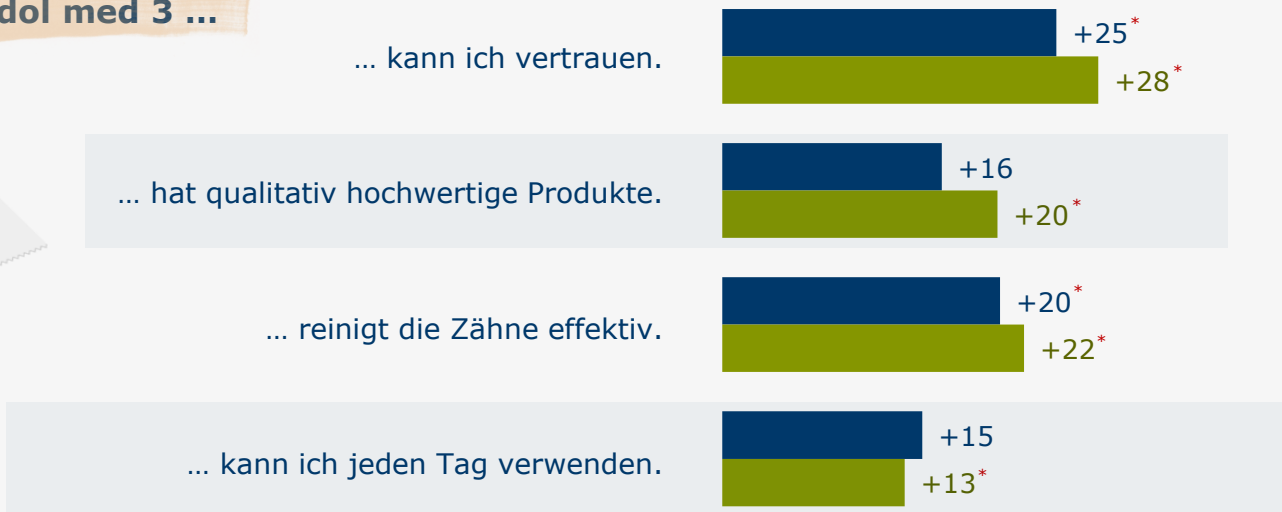 dol med 3 …
… kann ich vertrauen.
+25*
+28*
… hat qualitativ hochwertige Produkte.
+16
+20*
… reinigt die Zähne effektiv.
+20*
+22*
… kann ich jeden Tag verwenden.
+15
+13*